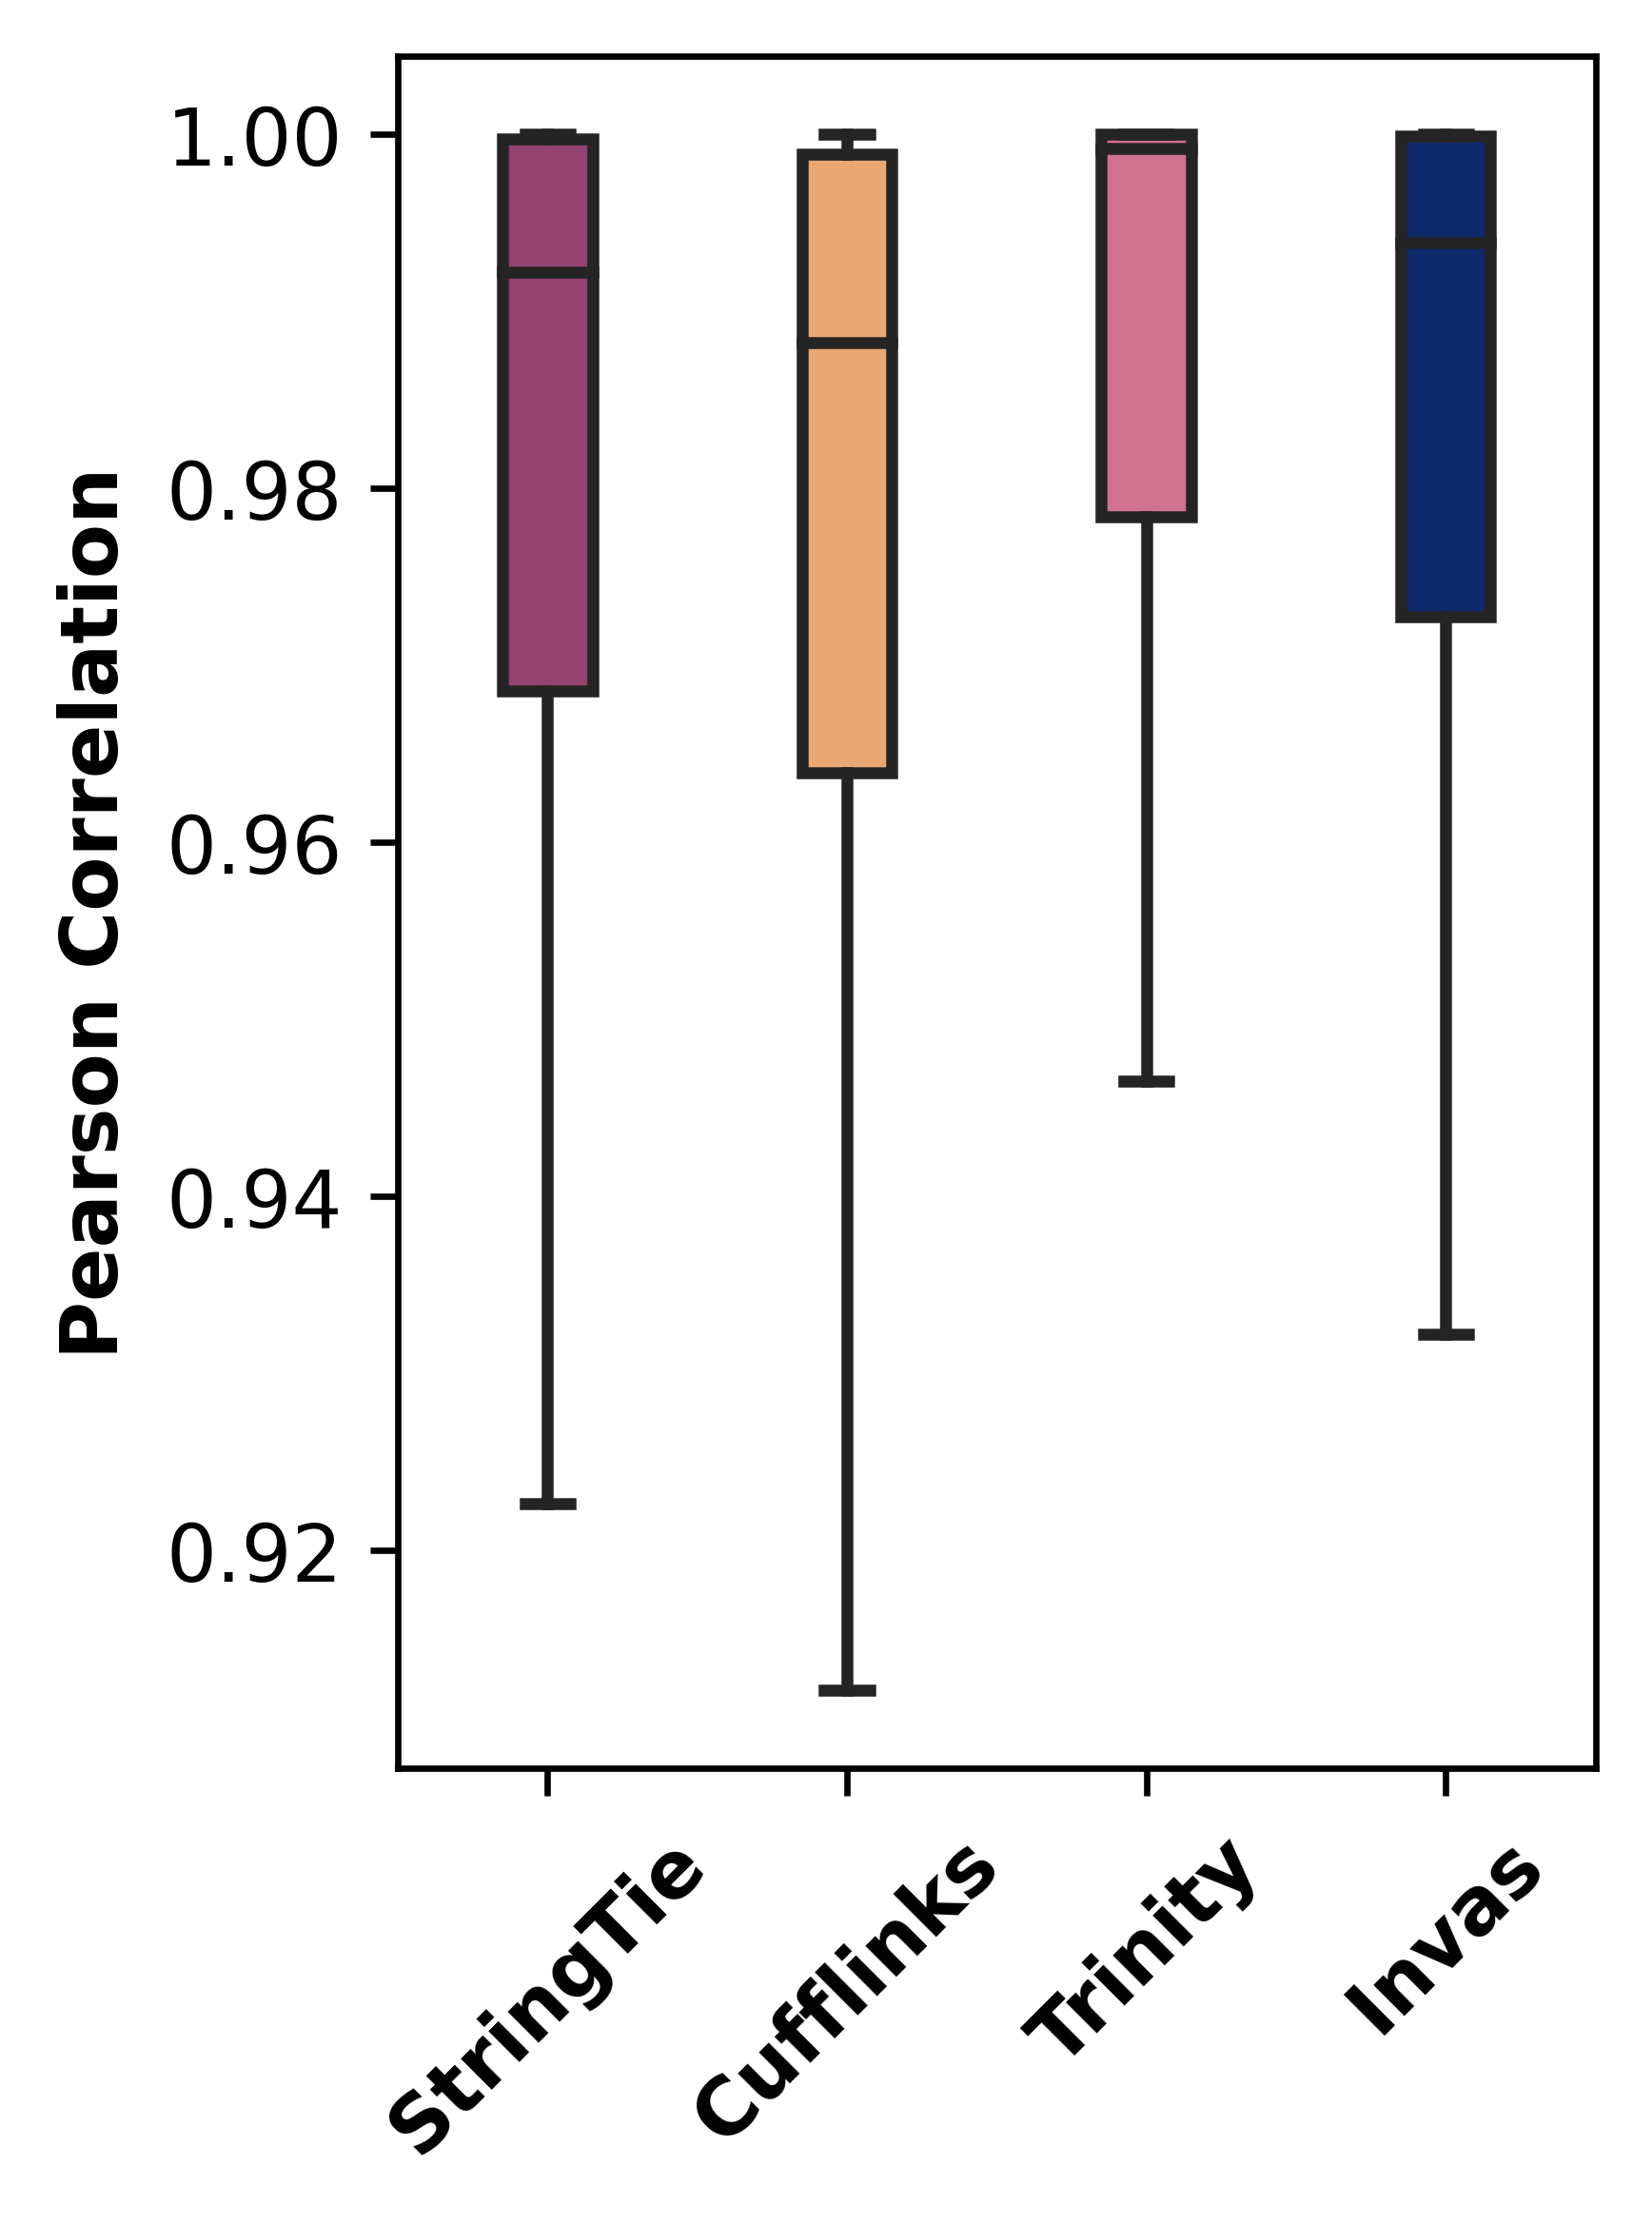 Pearson Correlation
1.00
0.98
0.96
0.94
0.92
StringTie
Cufflinks
Trinity
Invas